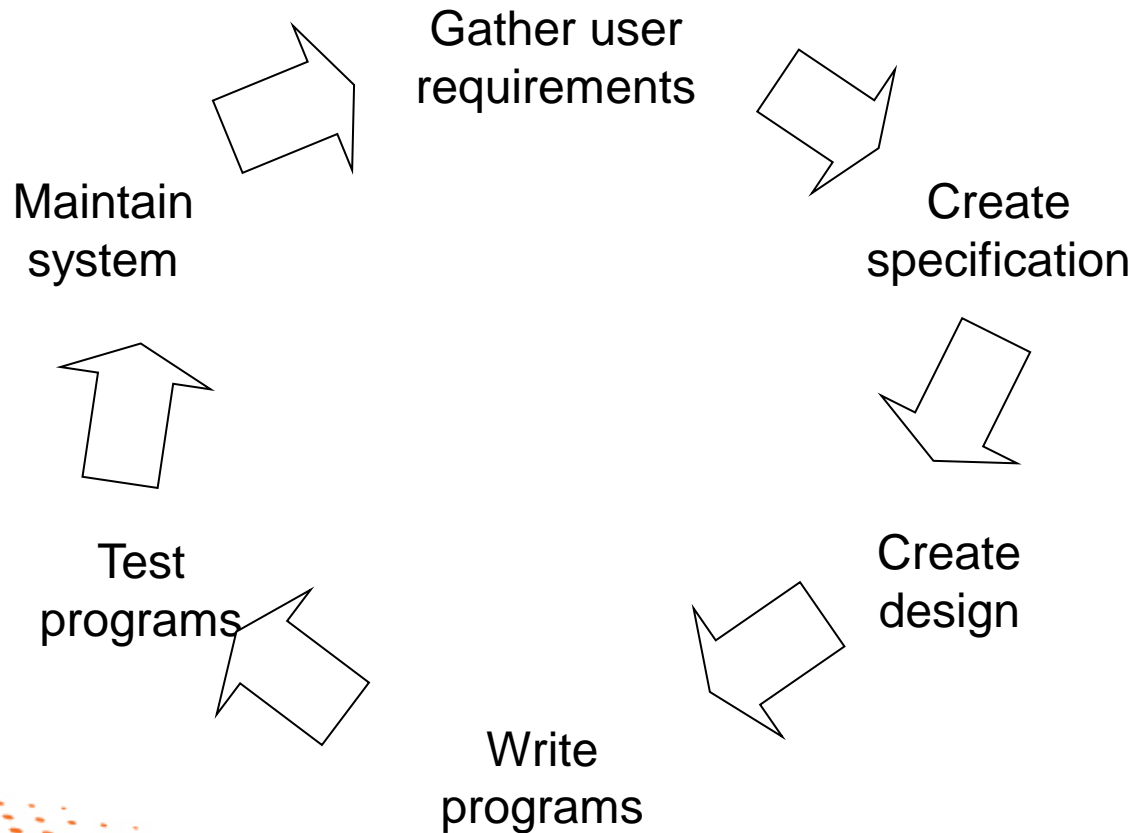 Gather user
requirements
Create
specification
Create
design
Write
programs
Test
programs
Maintain
system